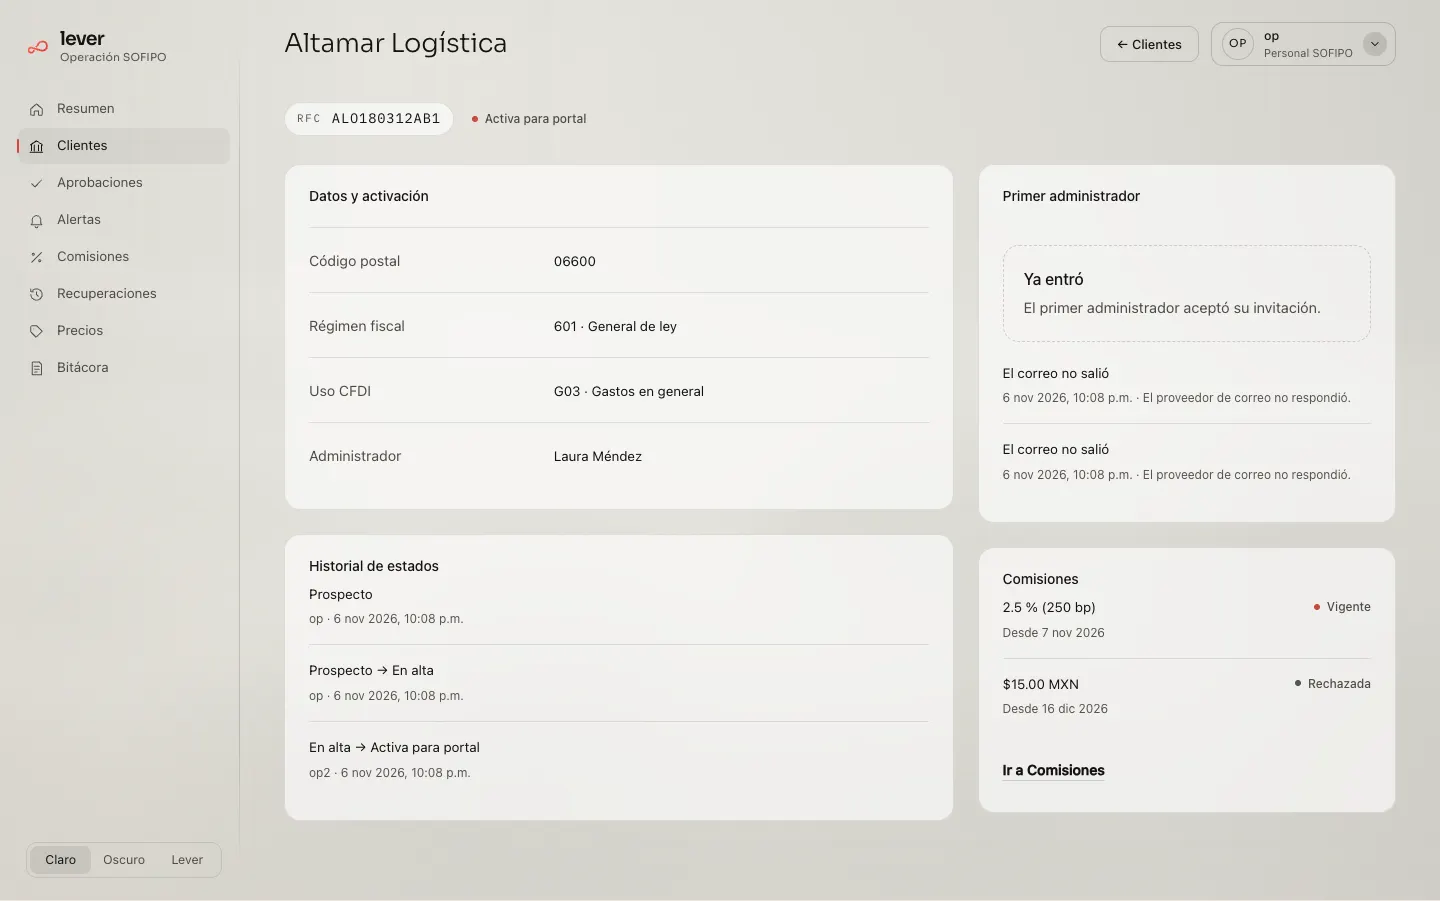 lever
Operación SOFIPO
Resumen
Clientes
Aprobaciones
Alertas
Comisiones
Recuperaciones
Precios
Bitácora
Claro
Oscuro
Lever
Altamar Logística
← Clientes
OP
op
Personal SOFIPO
RFC ALO180312AB1
Activa para portal
Datos y activación
Código postal
06600
Régimen fiscal
601 · General de ley
Uso CFDI
G03 · Gastos en general
Administrador
Laura Méndez
Historial de estados
Prospecto
op · 6 nov 2026, 10:08 p.m.
Prospecto → En alta
op · 6 nov 2026, 10:08 p.m.
En alta → Activa para portal
op2 · 6 nov 2026, 10:08 p.m.
Primer administrador
Ya entró
El primer administrador aceptó su invitación.
El correo no salió
6 nov 2026, 10:08 p.m. · El proveedor de correo no respondió.
El correo no salió
6 nov 2026, 10:08 p.m. · El proveedor de correo no respondió.
Comisiones
2.5 % (250 bp)
Vigente
Desde 7 nov 2026
$15.00 MXN
Rechazada
Desde 16 dic 2026
Ir a Comisiones